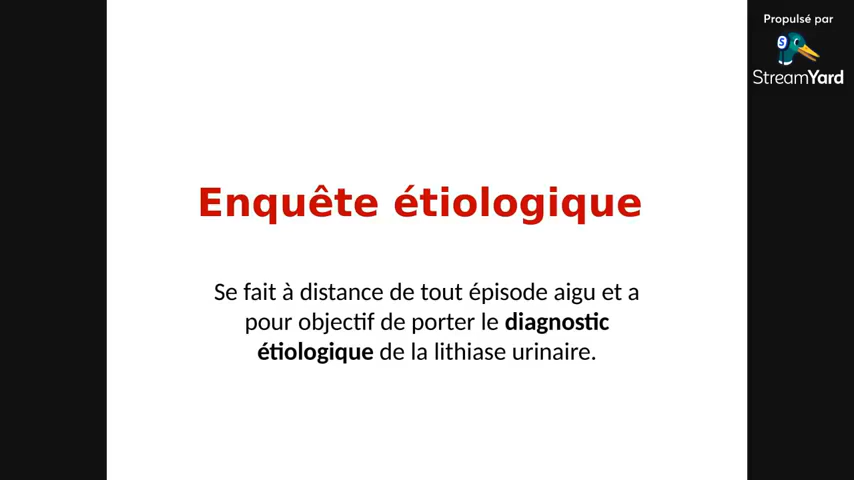 Propulsé par
StreamYard
Enquête étiologique
Se fait à distance de tout épisode aigu et a
pour objectif de porter le diagnostic
étiologique de la lithiase urinaire.